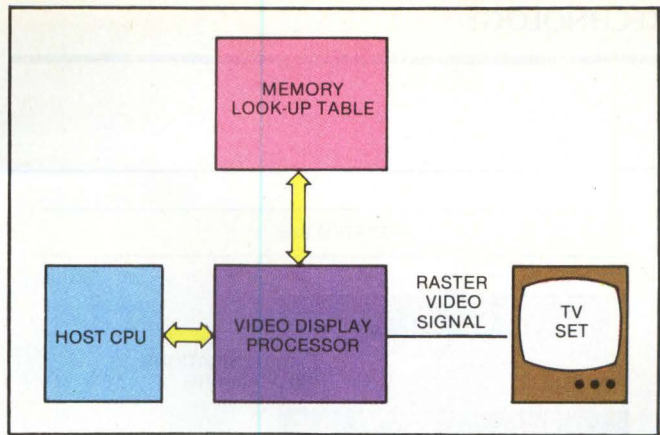 TECHNOLOGY
MEMORY
LOOK-UP TABLE
HOST CPU
VIDEO DISPLAY
PROCESSOR
RASTER
VIDEO
SIGNAL
TV
SET